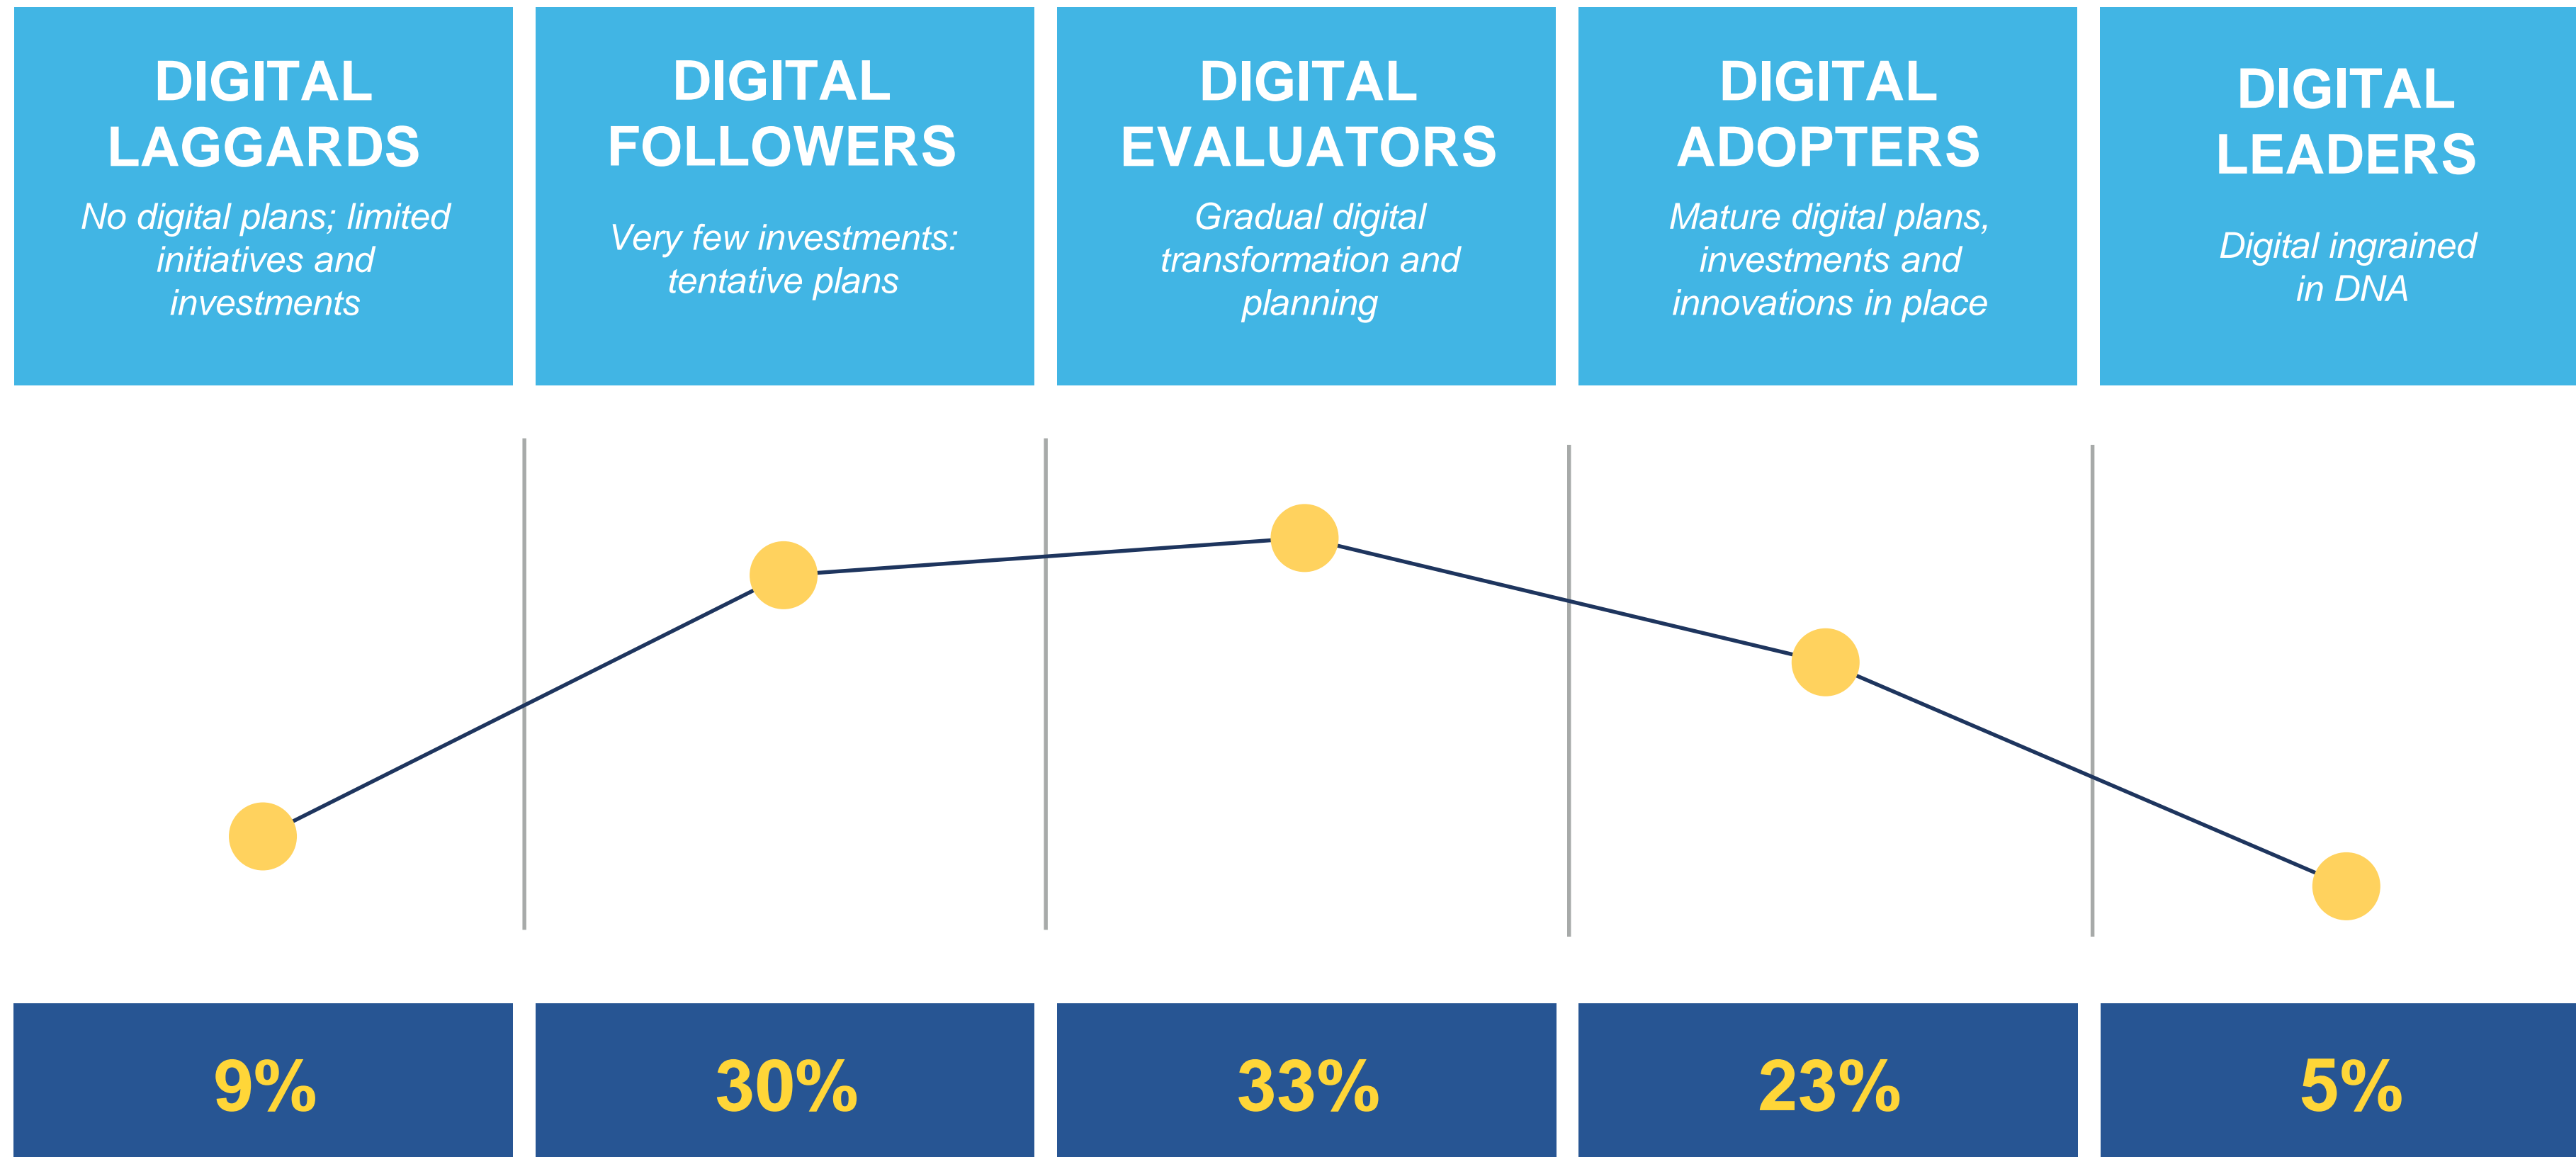 DIGITAL
LAGGARDS
No digital plans; limited
initiatives and
investments
DIGITAL
FOLLOWERS
Very few investments:
tentative plans
DIGITAL
EVALUATORS
Gradual digital
transformation and
planning
DIGITAL
ADOPTERS
Mature digital plans,
investments and
innovations in place
DIGITAL
LEADERS
Digital ingrained
in DNA
9%
30%
33%
23%
5%